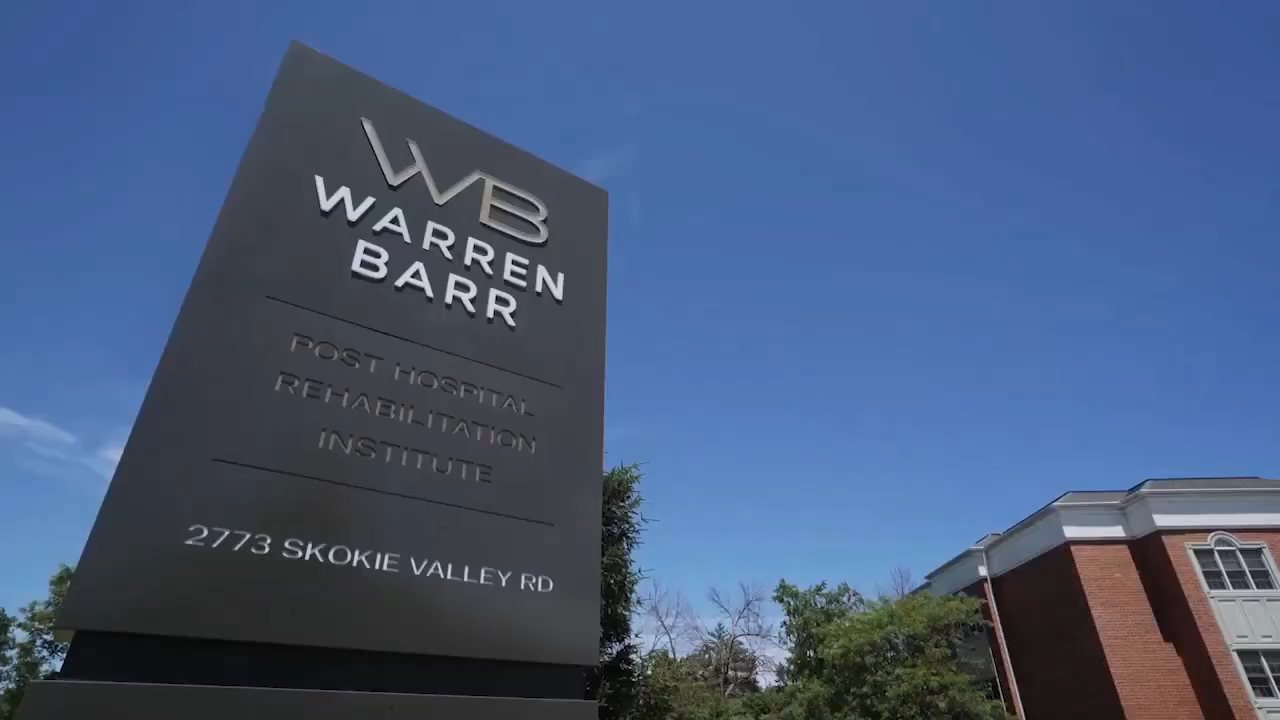 WB
WARREN
BARR
POST HOSPITAL
REHABILITATION
INSTITUTE
2773 SKOKIE VALLEY RD